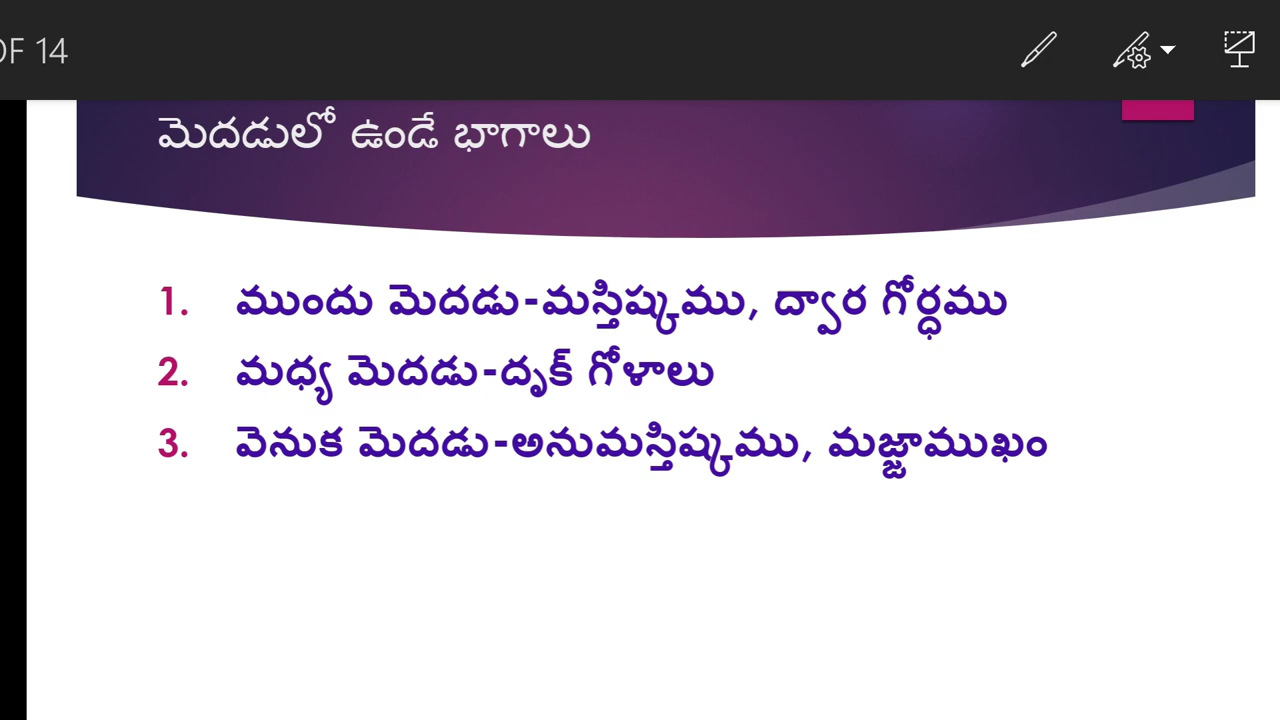 OF 14
మెదడులో ఉండే భాగాలు
1. ముందు మెదడు-మస్తిష్కము, ద్వార గోర్ధము
2. మధ్య మెదడు-దృక్ గోళాలు
3. వెనుక మెదడు-అనుమస్తిష్కము, మజ్జాముఖం